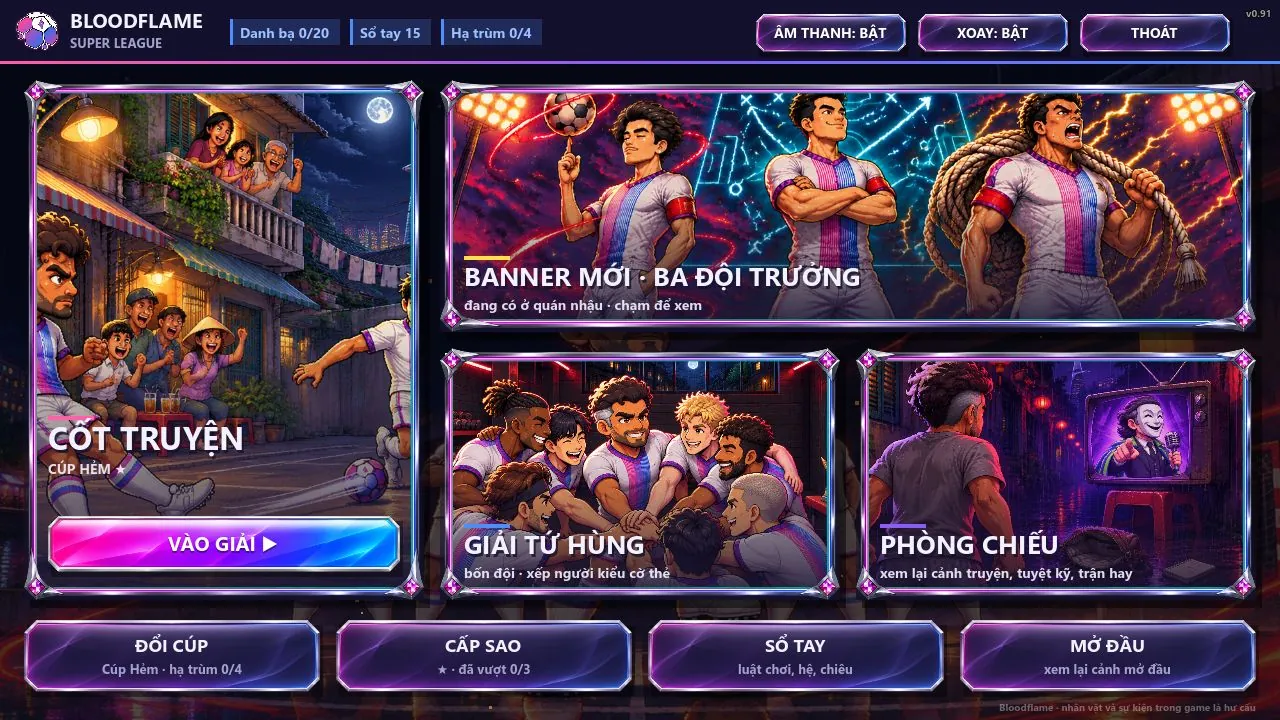 BLOODFLAME
SUPER LEAGUE
Danh bạ 0/20
Sổ tay 15
Hạ trùm 0/4
ÂM THANH: BẬT
XOAY: BẬT
THOÁT
v0.91
CỐT TRUYỆN
CÚP HẺM ★
VÀO GIẢI ▶
BANNER MỚI · BA ĐỘI TRƯỞNG
đang có ở quán nhậu · chạm để xem
GIẢI TỨ HÙNG
bốn đội · xếp người kiểu cờ thẻ
PHÒNG CHIẾU
xem lại cảnh truyện, tuyệt kỹ, trận hay
ĐỔI CÚP
Cúp Hẻm · hạ trùm 0/4
CẤP SAO
★ · đã vượt 0/3
SỔ TAY
luật chơi, hệ, chiêu
MỞ ĐẦU
xem lại cảnh mở đầu
Bloodflame · nhân vật và sự kiện trong game là hư cấu